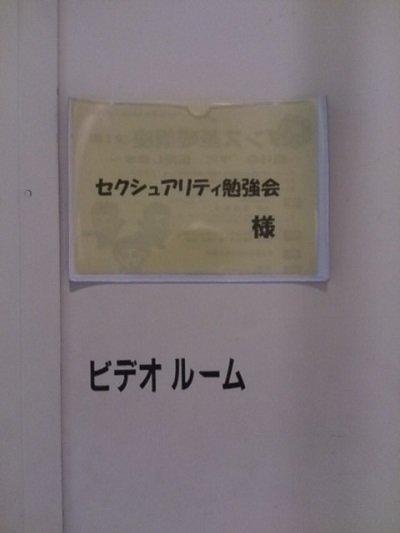 セクシュアリティ勉強会
様
ビデオ ルーム